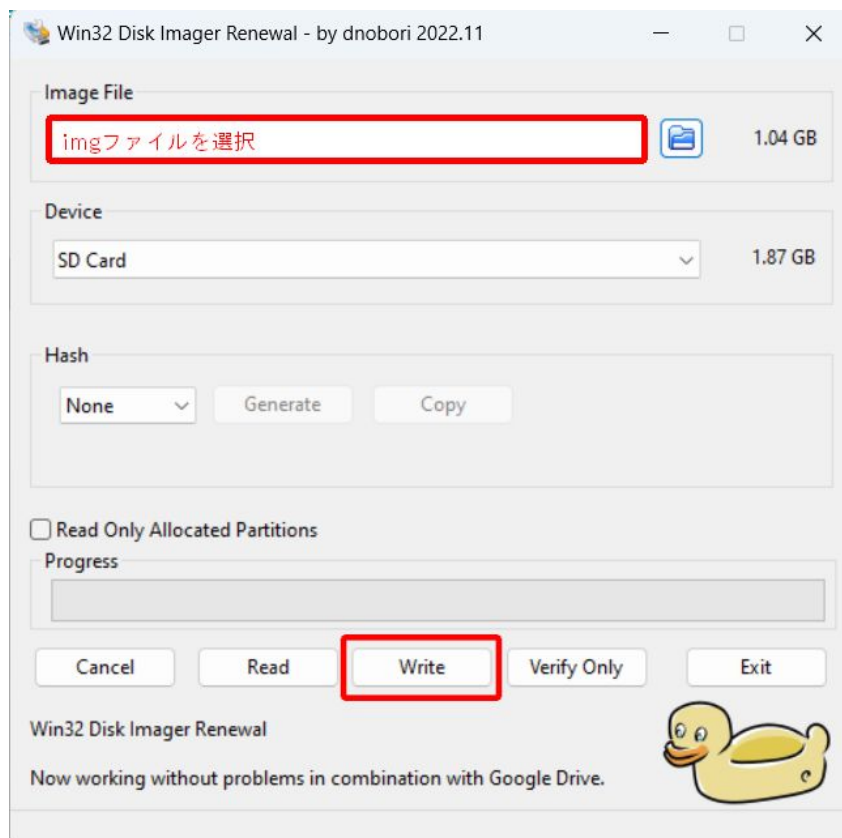 Win32 Disk Imager Renewal - by dnobori 2022.11
Image File
imgファイルを選択
1.04 GB
Device
SD Card
1.87 GB
Hash
None Generate Copy
Read Only Allocated Partitions
Progress
Cancel Read Write Verify Only Exit
Win32 Disk Imager Renewal
Now working without problems in combination with Google Drive.